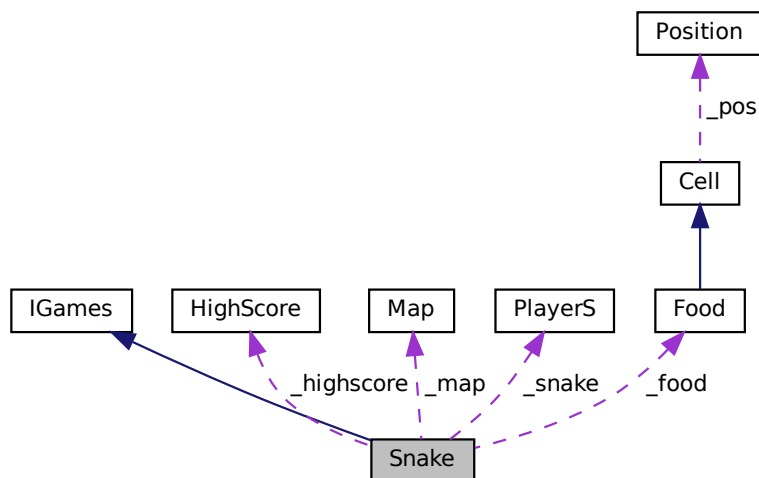 Position
_pos
Cell
IGames
HighScore
Map
PlayerS
Food
_highscore
_map
_snake
_food
Snake